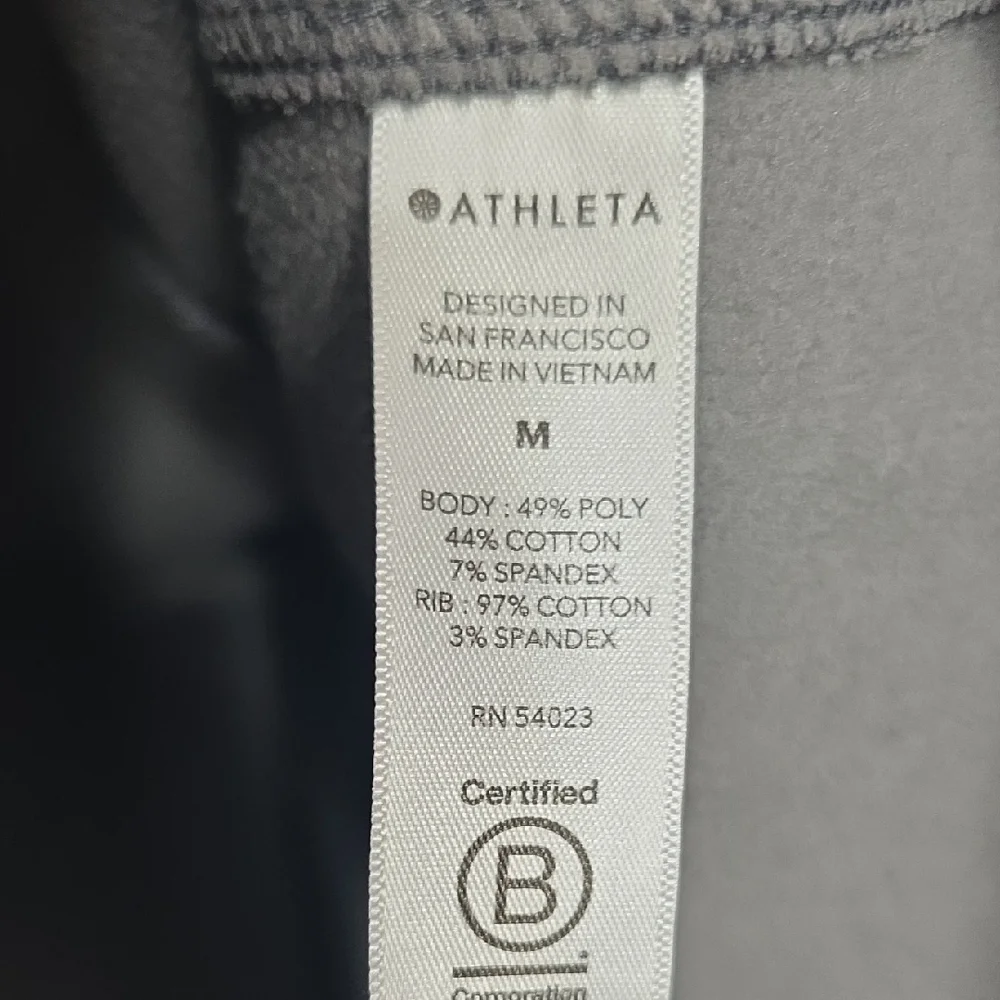 ATHLETA
DESIGNED IN
SAN FRANCISCO
MADE IN VIETNAM
M
BODY : 49% POLY
44% COTTON
7% SPANDEX
RIB : 97% COTTON
3% SPANDEX
RN 54023
Certified
B
Corporation